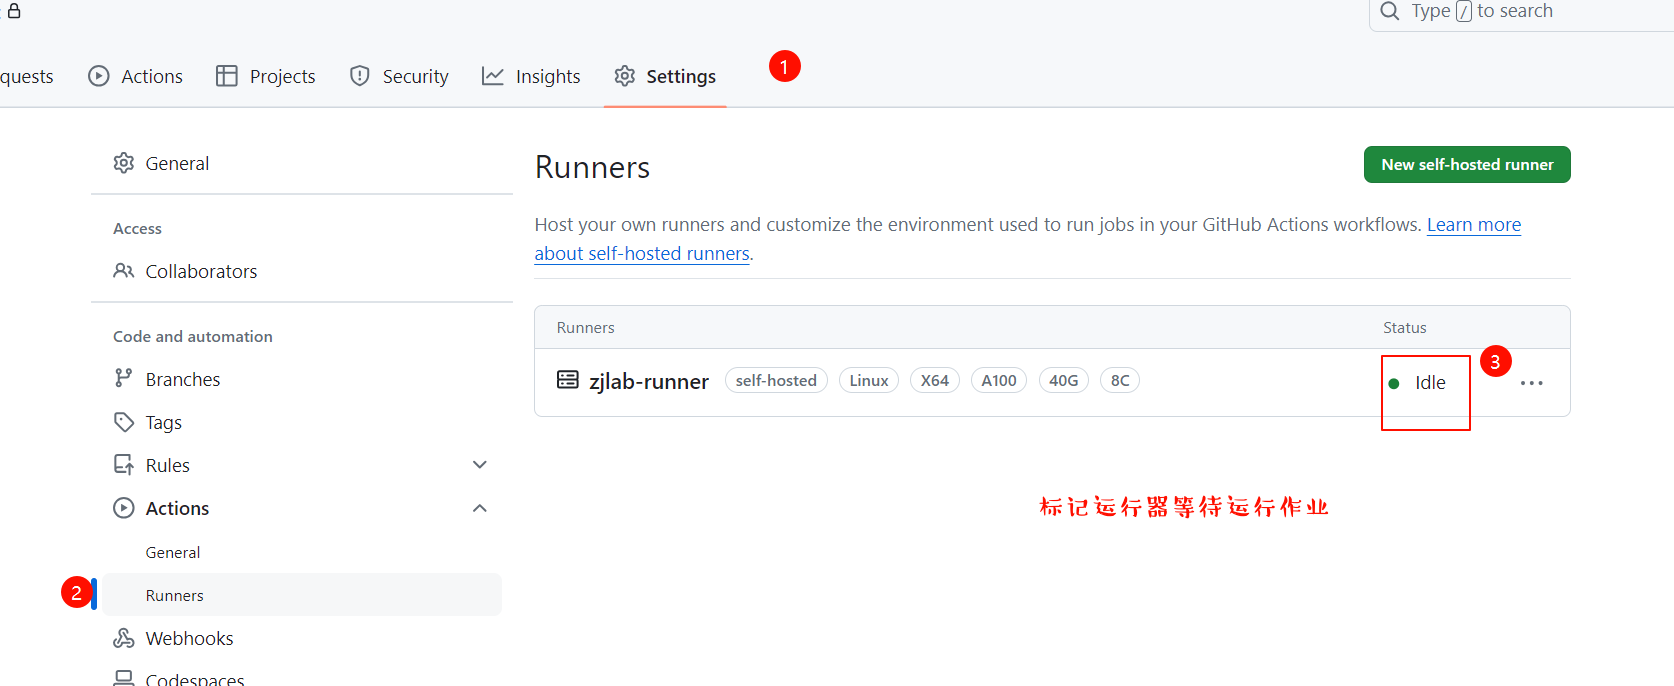 Type / to search
quests Actions Projects Security Insights Settings 1
General
Access
Collaborators
Code and automation
Branches
Tags
Rules
Actions
General
2 Runners
Webhooks
Codespaces
Runners
New self-hosted runner
Host your own runners and customize the environment used to run jobs in your GitHub Actions workflows. Learn more
about self-hosted runners.
Runners Status
zjlab-runner self-hosted Linux X64 A100 40G 8C Idle 3
标记运行器等待运行作业